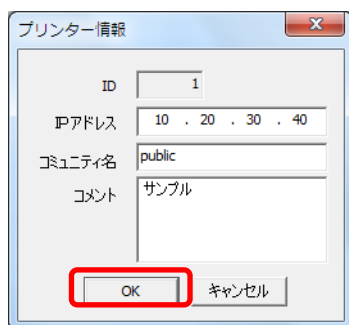 プリンター情報
ID 1
IPアドレス 10 . 20 . 30 . 40
コミュニティ名 public
コメント サンプル
OK キャンセル